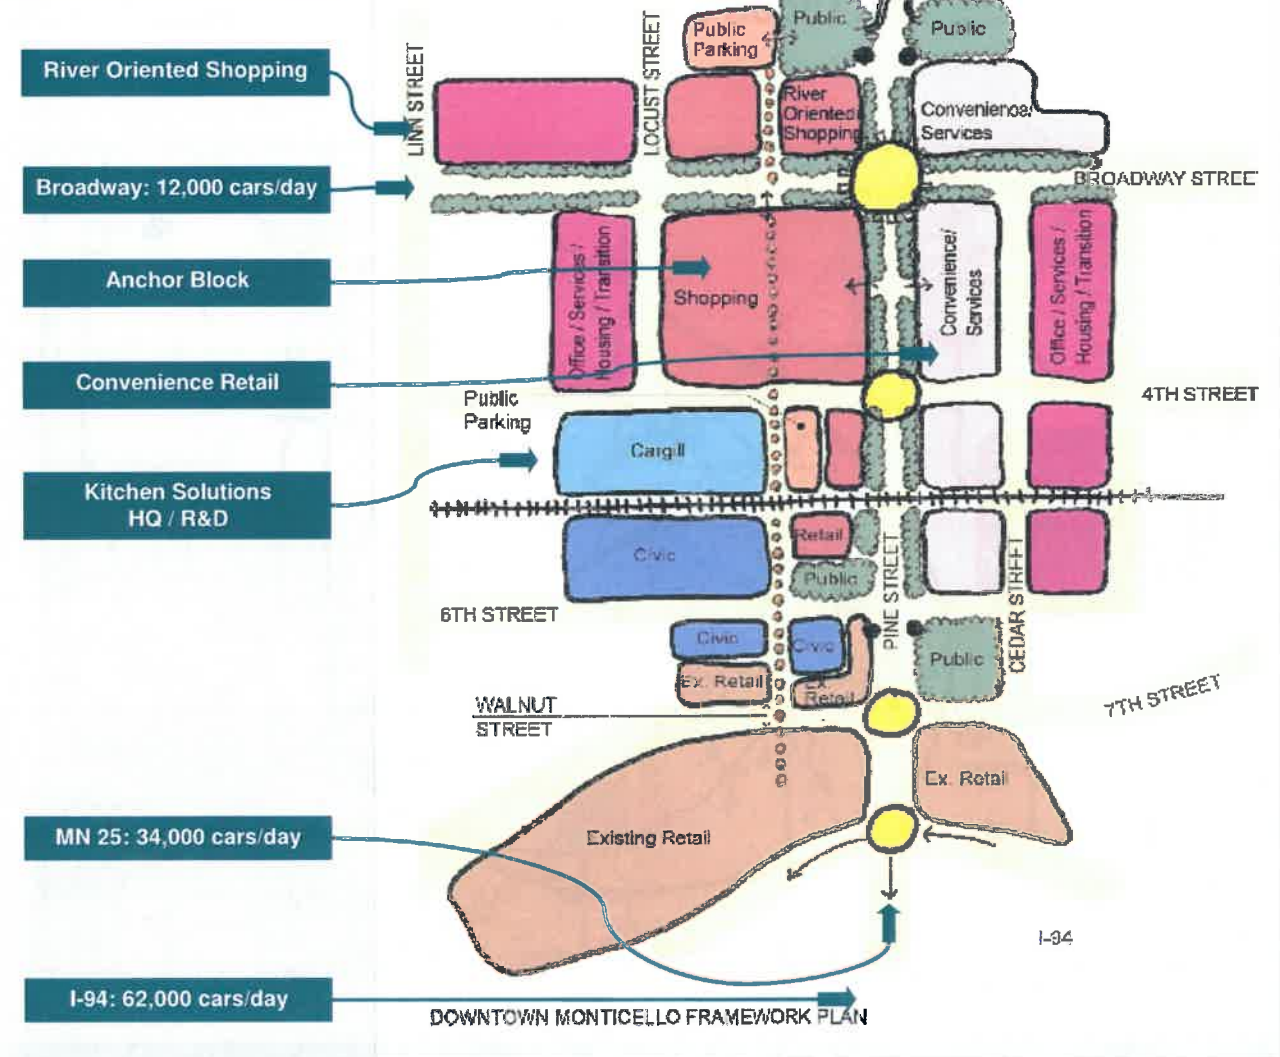 River Oriented Shopping
Broadway: 12,000 cars/day
Anchor Block
Convenience Retail
Kitchen Solutions
HQ / R&D
MN 25: 34,000 cars/day
I-94: 62,000 cars/day
LINN STREET
LOCUST STREET
Public
Parking
Public
Public
River
Oriented
Shopping
Convenience/
Services
BROADWAY STREET
Office / Services /
Housing / Transition
Shopping
Convenience/
Services
Office / Services /
Housing / Transition
4TH STREET
Public
Parking
Cargill
Civic
Retail
Public
PINE STREET
CEDAR STREET
6TH STREET
Civic
Civic
Ex. Retail
Ex.
Retail
Public
WALNUT
STREET
7TH STREET
Existing Retail
Ex. Retail
I-94
DOWNTOWN MONTICELLO FRAMEWORK PLAN